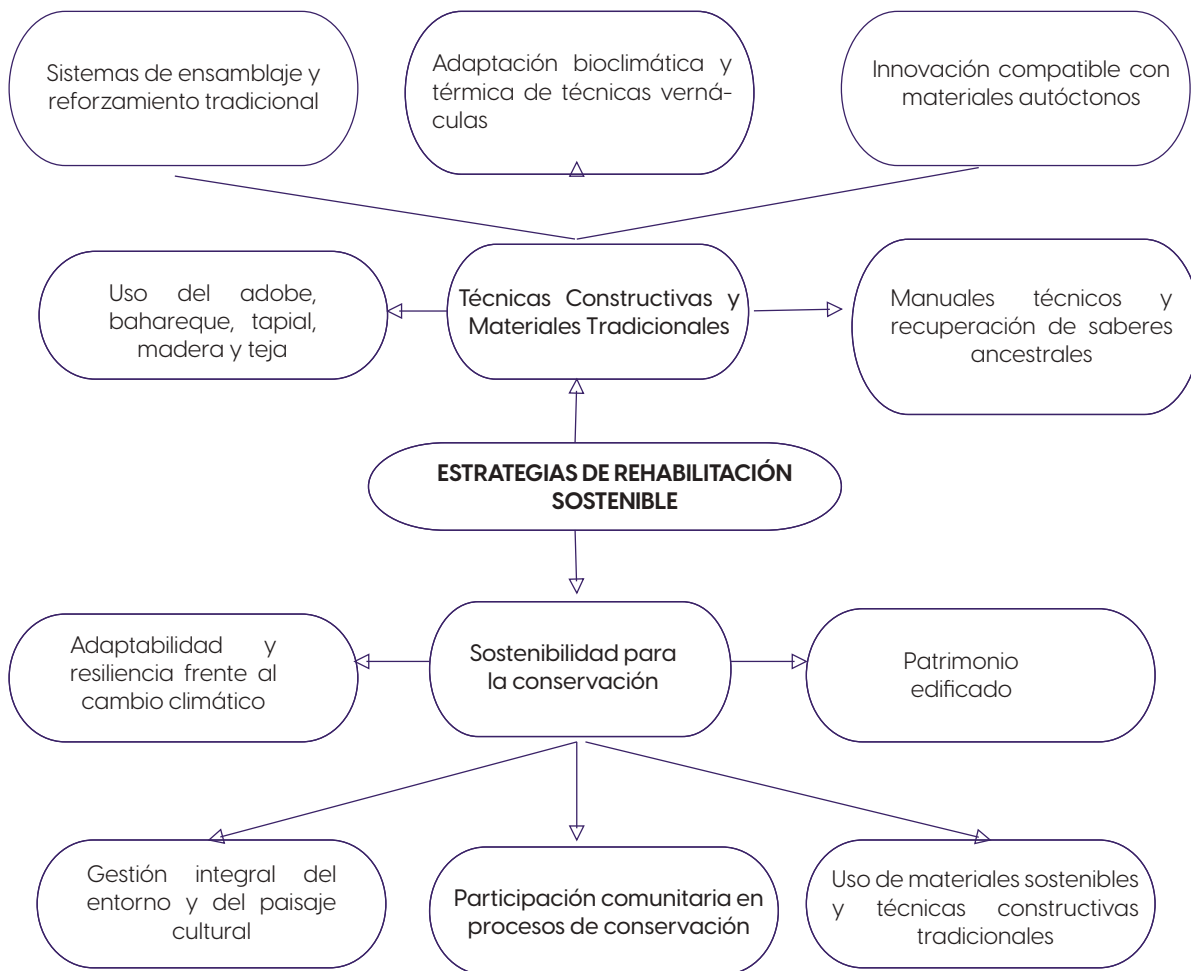 Sistemas de ensamblaje y
reforzamiento tradicional
Adaptación bioclimática y
térmica de técnicas verná-
culas
Innovación compatible con
materiales autóctonos
Uso del adobe,
bahareque, tapial,
madera y teja
Técnicas Constructivas y
Materiales Tradicionales
Manuales técnicos y
recuperación de saberes
ancestrales
ESTRATEGIAS DE REHABILITACIÓN
SOSTENIBLE
Adaptabilidad y
resiliencia frente al
cambio climático
Sostenibilidad para
la conservación
Patrimonio
edificado
Gestión integral del
entorno y del paisaje
cultural
Participación comunitaria en
procesos de conservación
Uso de materiales sostenibles
y técnicas constructivas
tradicionales